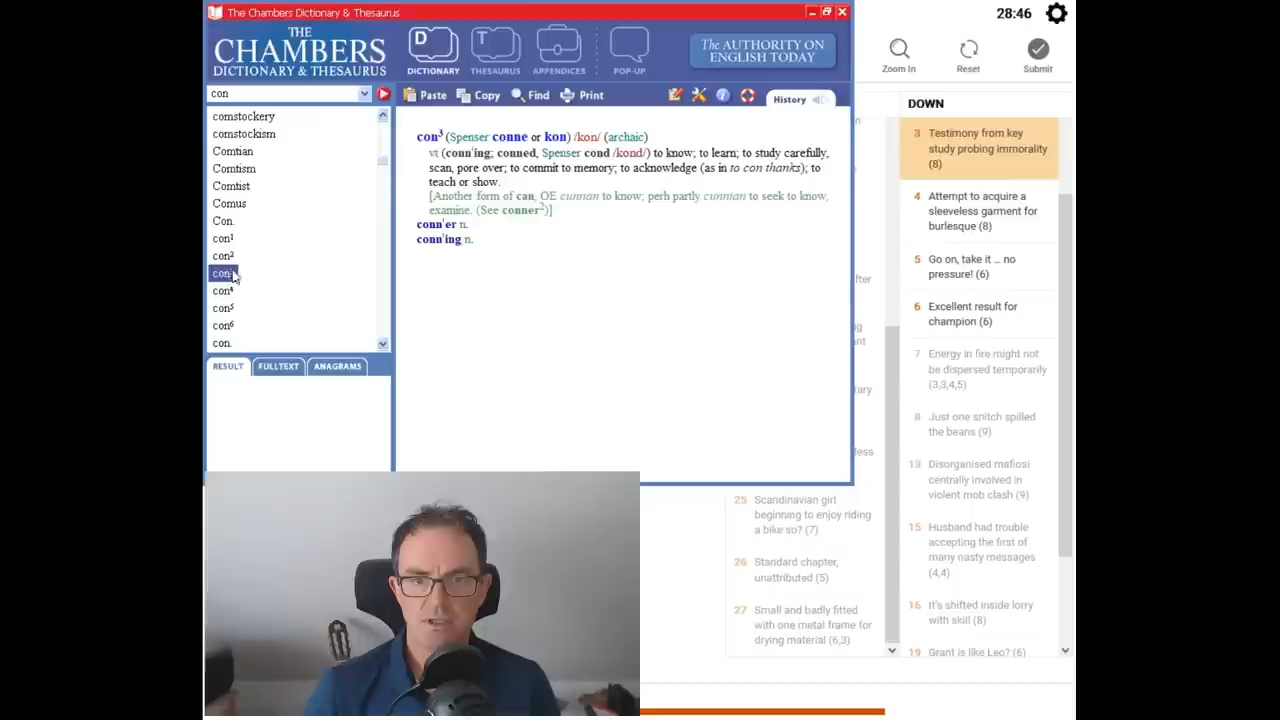 The Chambers Dictionary & Thesaurus
THE
CHAMBERS
DICTIONARY & THESAURUS
D
DICTIONARY
T
THESAURUS
APPENDICES
POP-UP
The AUTHORITY ON
ENGLISH TODAY
con
Paste
Copy
Find
Print
History
comstockery
comstockism
Comtian
Comtism
Comtist
Comus
Con.
con¹
con²
con³
con⁴
con⁵
con⁶
con.
RESULT
FULLTEXT
ANAGRAMS
con³ (Spenser conne or kon) /kon/ (archaic)
vt (conn'ing; conned, Spenser cond /kond/) to know; to learn; to study carefully,
scan, pore over; to commit to memory; to acknowledge (as in to con thanks); to
teach or show.
[Another form of can, OE cunnan to know; perh partly cunnian to seek to know,
examine. (See conner²)]
conn'er n.
conn'ing n.
28:46
Zoom In
Reset
Submit
DOWN
3 Testimony from key
study probing immorality
(8)
4 Attempt to acquire a
sleeveless garment for
burlesque (8)
5 Go on, take it … no
pressure! (6)
6 Excellent result for
champion (6)
7 Energy in fire might not
be dispersed temporarily
(3,3,4,5)
8 Just one snitch spilled
the beans (9)
13 Disorganised mafiosi
centrally involved in
violent mob clash (9)
15 Husband had trouble
accepting the first of
many nasty messages
(4,4)
16 It's shifted inside lorry
with skill (8)
19 Grant is like Leo? (6)
25 Scandinavian girl
beginning to enjoy riding
a bike so? (7)
26 Standard chapter,
unattributed (5)
27 Small and badly fitted
with one metal frame for
drying material (6,3)